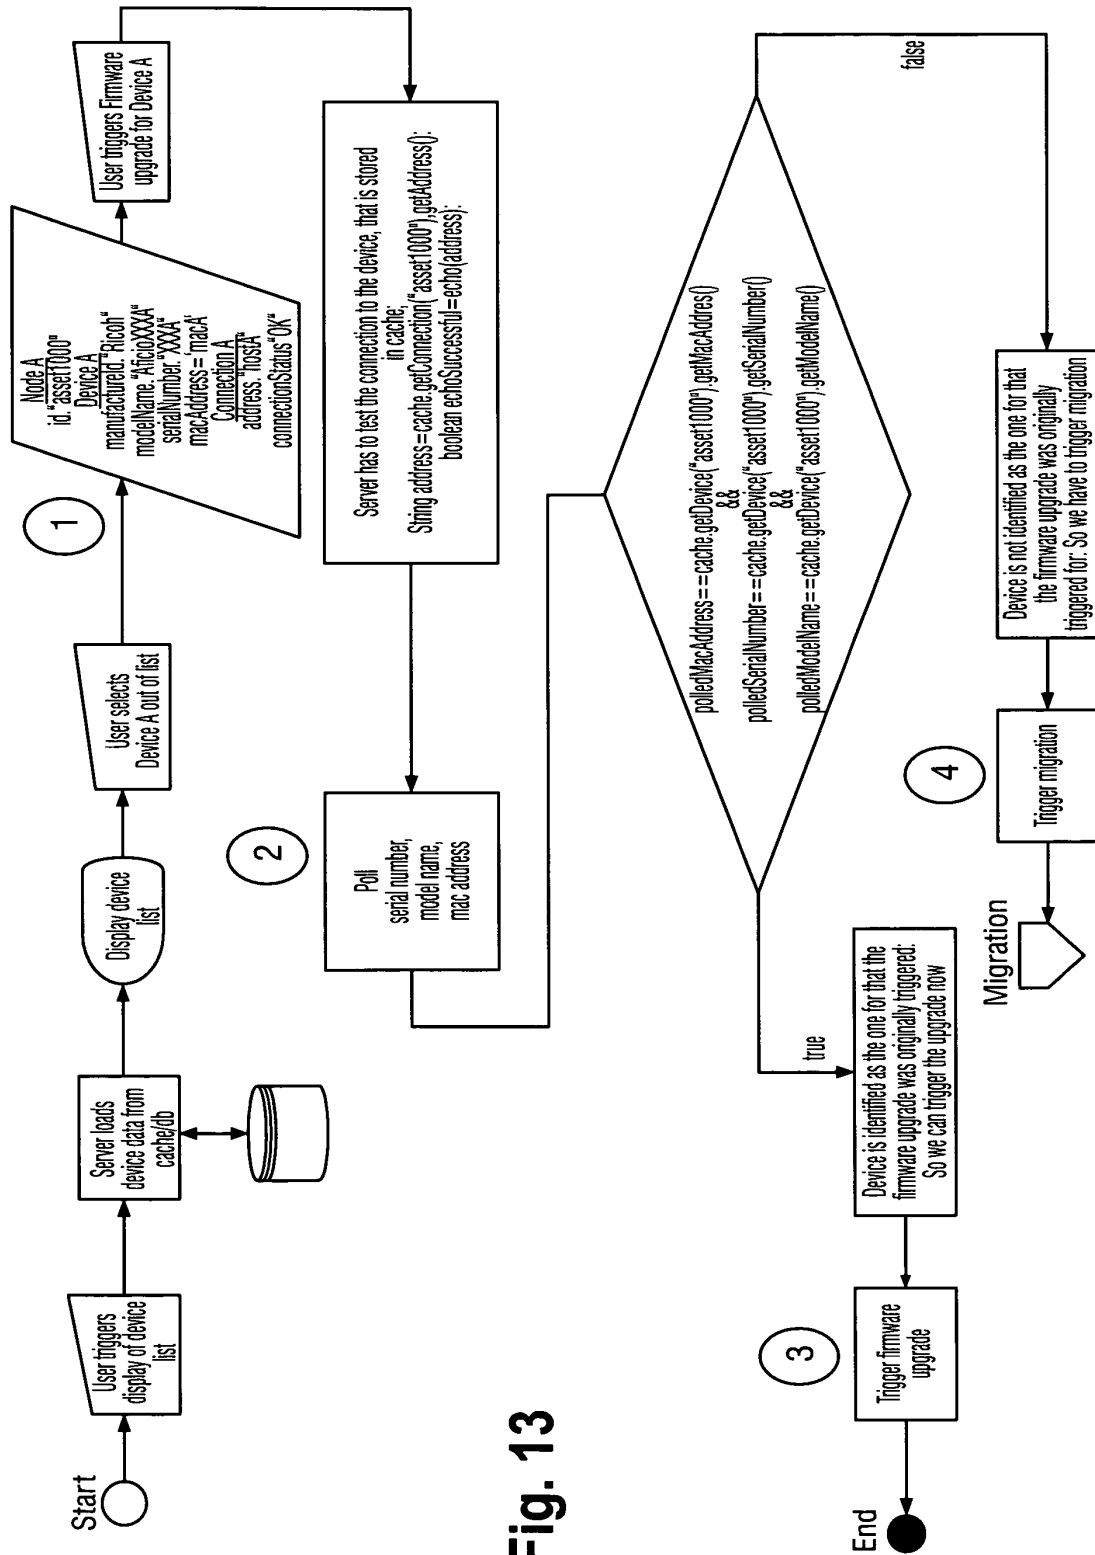 Start
User triggers
display of device
list
Server loads
device data from
cache/db
Display device
list
User selects
Device A out of list
1
Node A
id.“asset1000“
Device A
manufactureId.“Ricoh“
modelName.“AficioXXXA“
serialNumber.“XXXA“
macAddress= ‘macA‘
Connection A
address.“hostA“
connectionStatus“OK“
User triggers Firmware
upgrade for Device A
Server has to test the connection to the device, that is stored
in cache;
String address=cache.getConnection(“asset1000“),getAddress():
boolean echoSuccessful=echo(address):
2
Poll
serial number,
model name,
mac address
polledMacAddress==cache.getDevice(“asset1000“).getMacAddres()
&&
polledSerialNumber==cache.getDevice(“asset1000“).getSerialNumber()
&&
polledModelName==cache.getDevice(“asset1000“).getModelName()
true
false
Device is identified as the one for that the
firmware upgrade was originally triggered:
So we can trigger the upgrade now
3
Trigger firmware
upgrade
End
Device is not identified as the one for that
the firmware upgrade was originally
triggered for: So we have to trigger migration
4
Trigger migration
Migration
Fig. 13